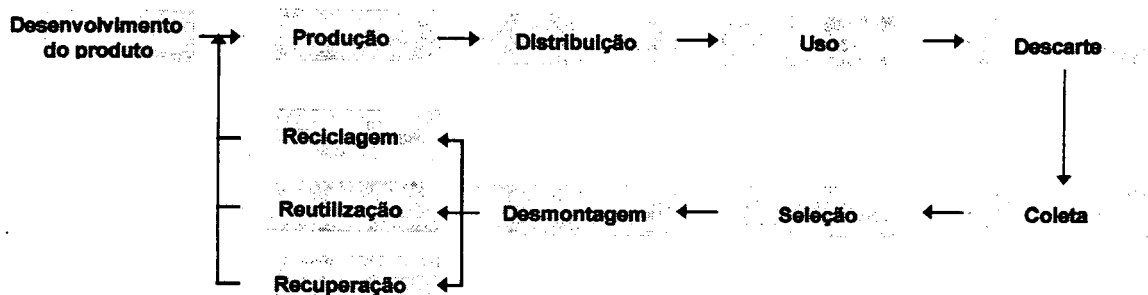 Desenvolvimento
do produto
Produção
Distribuição
Uso
Descarte
Reciclagem
Reutilização
Desmontagem
Seleção
Coleta
Recuperação